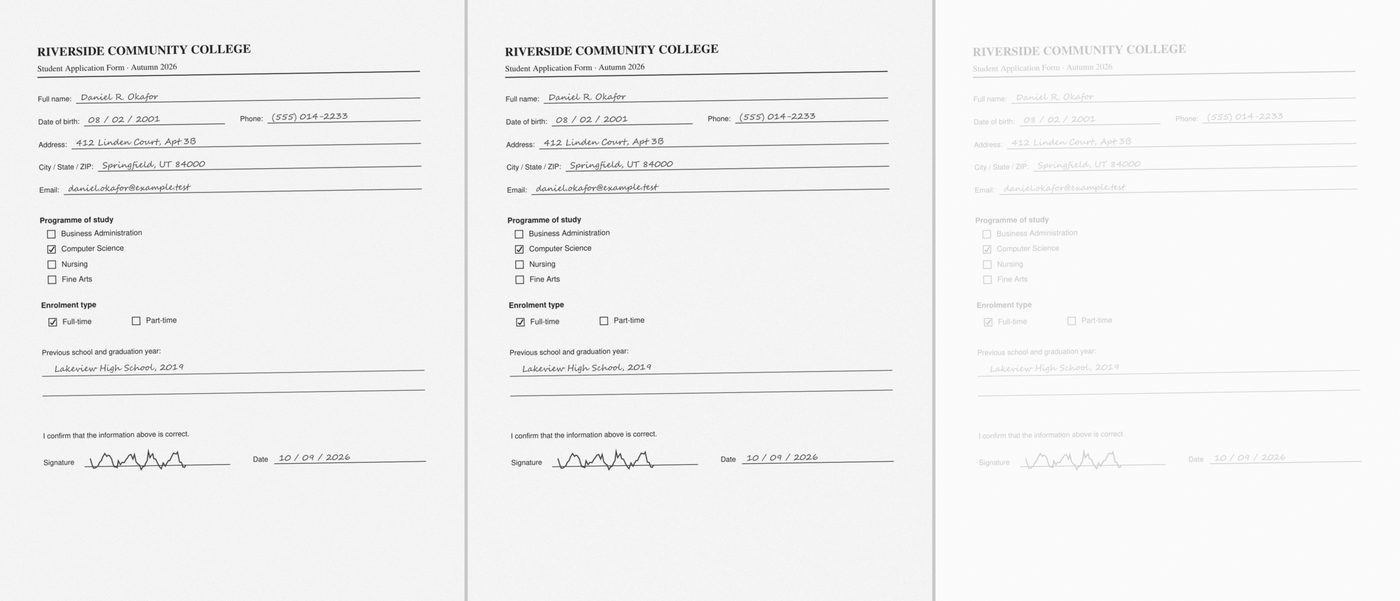 RIVERSIDE COMMUNITY COLLEGE
Student Application Form · Autumn 2026
Full name: Daniel R. Okafor
Date of birth: 08 / 02 / 2001 Phone: (555) 014-2233
Address: 412 Linden Court, Apt 3B
City / State / ZIP: Springfield, UT 84000
Email: daniel.okafor@example.test
Programme of study
Business Administration
Computer Science
Nursing
Fine Arts
Enrolment type
Full-time Part-time
Previous school and graduation year:
Lakeview High School, 2019
I confirm that the information above is correct.
Signature Date 10 / 09 / 2026
RIVERSIDE COMMUNITY COLLEGE
Student Application Form · Autumn 2026
Full name: Daniel R. Okafor
Date of birth: 08 / 02 / 2001 Phone: (555) 014-2233
Address: 412 Linden Court, Apt 3B
City / State / ZIP: Springfield, UT 84000
Email: daniel.okafor@example.test
Programme of study
Business Administration
Computer Science
Nursing
Fine Arts
Enrolment type
Full-time Part-time
Previous school and graduation year:
Lakeview High School, 2019
I confirm that the information above is correct.
Signature Date 10 / 09 / 2026
RIVERSIDE COMMUNITY COLLEGE
Student Application Form · Autumn 2026
Full name: Daniel R. Okafor
Date of birth: 08 / 02 / 2001 Phone: (555) 014-2233
Address: 412 Linden Court, Apt 3B
City / State / ZIP: Springfield, UT 84000
Email: daniel.okafor@example.test
Programme of study
Business Administration
Computer Science
Nursing
Fine Arts
Enrolment type
Full-time Part-time
Previous school and graduation year:
Lakeview High School, 2019
I confirm that the information above is correct.
Signature Date 10 / 09 / 2026